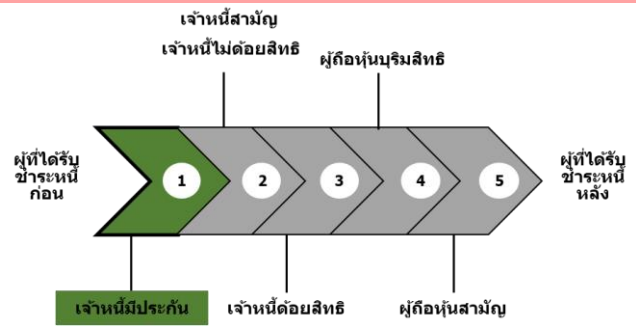 เจ้าหนี้สามัญ
เจ้าหนี้ไม่ด้อยสิทธิ
ผู้ถือหุ้นบุริมสิทธิ
ผู้ที่ได้รับ
ชำระหนี้
ก่อน
1
2
3
4
5
ผู้ที่ได้รับ
ชำระหนี้
หลัง
เจ้าหนี้มีประกัน
เจ้าหนี้ด้อยสิทธิ
ผู้ถือหุ้นสามัญ